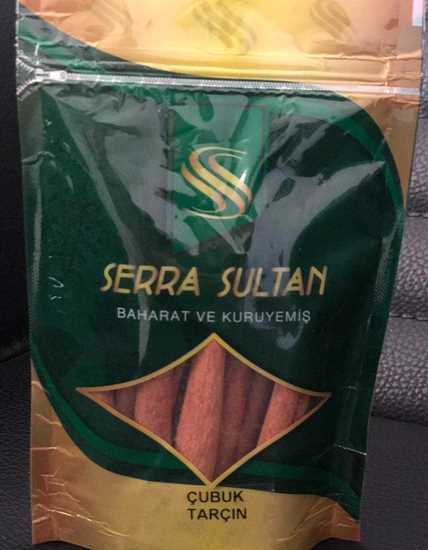 SERRA SULTAN
BAHARAT VE KURUYEMİŞ
ÇUBUK
TARÇIN